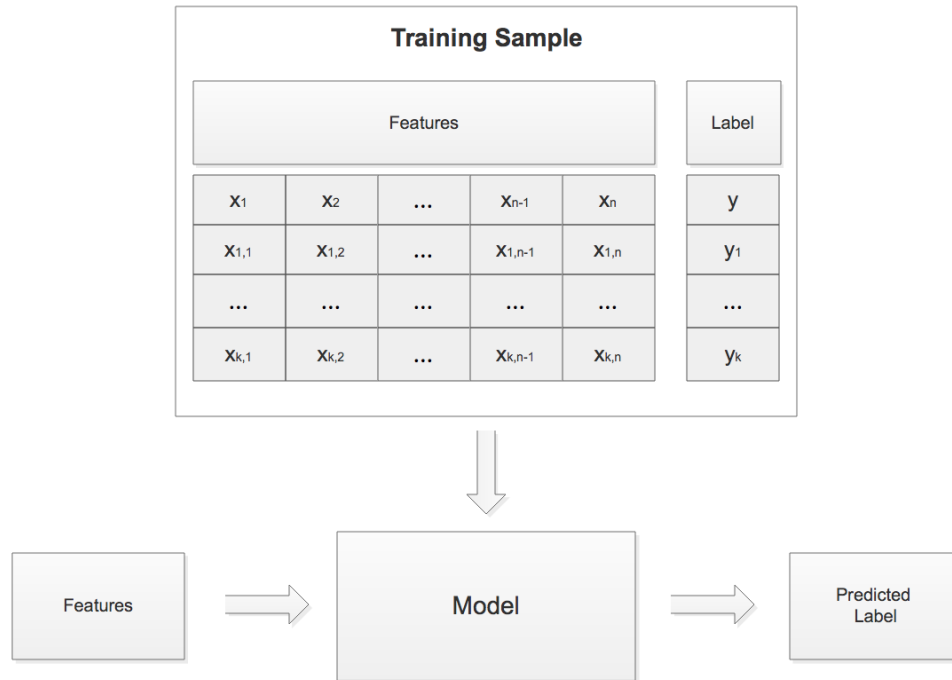 Training Sample
Features Label
x1 x2 ... xn-1 xn y
x1,1 x1,2 ... x1,n-1 x1,n y1
... ... ... ... ... ...
xk,1 xk,2 ... xk,n-1 xk,n yk
Features Model Predicted
Label